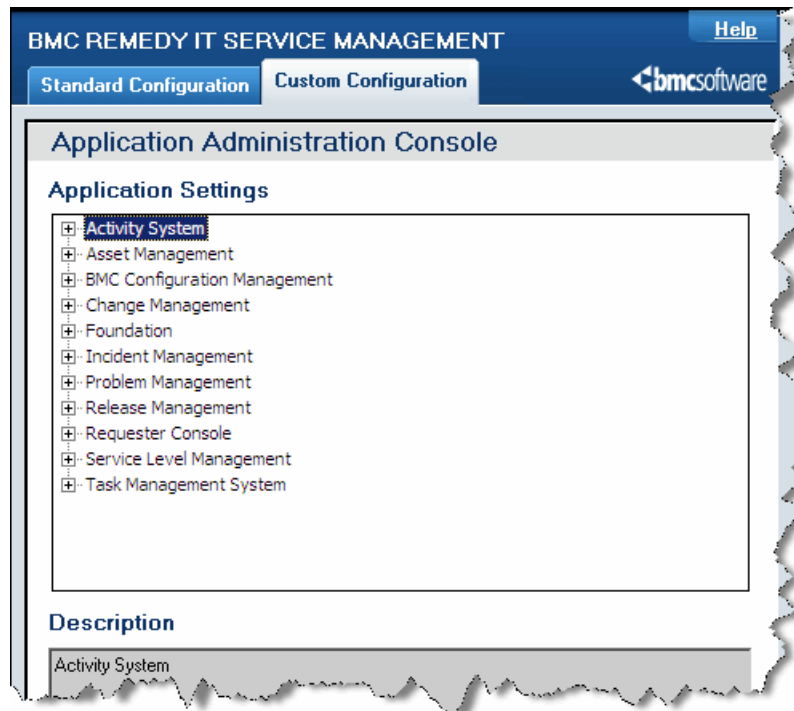 Help
BMC REMEDY IT SERVICE MANAGEMENT
Standard Configuration
Custom Configuration
bmcsoftware
Application Administration Console
Application Settings
Activity System
Asset Management
BMC Configuration Management
Change Management
Foundation
Incident Management
Problem Management
Release Management
Requester Console
Service Level Management
Task Management System
Description
Activity System